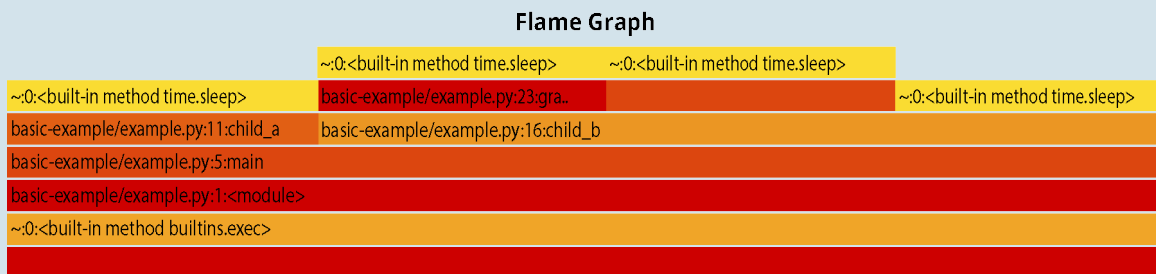 Flame Graph
~:0:<built-in method time.sleep> ~:0:<built-in method time.sleep>
~:0:<built-in method time.sleep> basic-example/example.py:23:gra.. ~:0:<built-in method time.sleep>
basic-example/example.py:11:child_a basic-example/example.py:16:child_b
basic-example/example.py:5:main
basic-example/example.py:1:<module>
~:0:<built-in method builtins.exec>